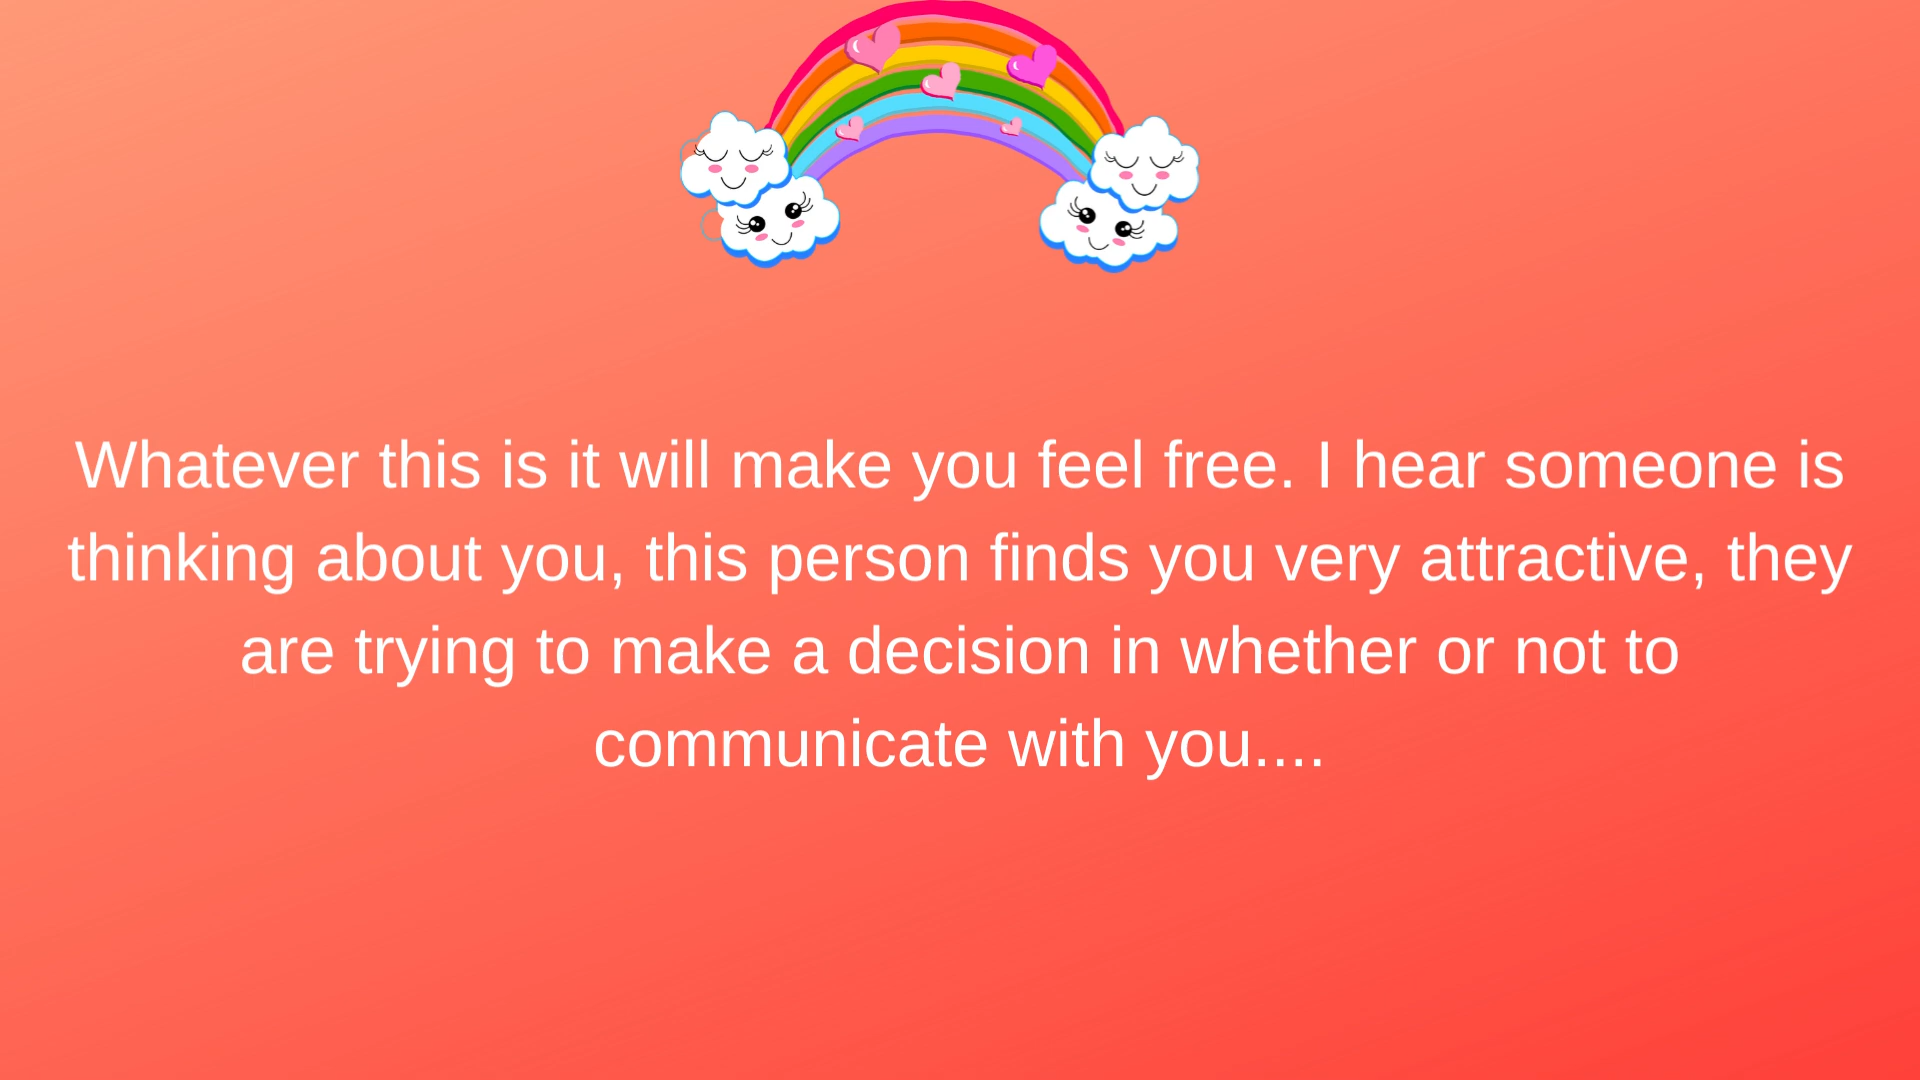 Whatever this is it will make you feel free. I hear someone is
thinking about you, this person finds you very attractive, they
are trying to make a decision in whether or not to
communicate with you....